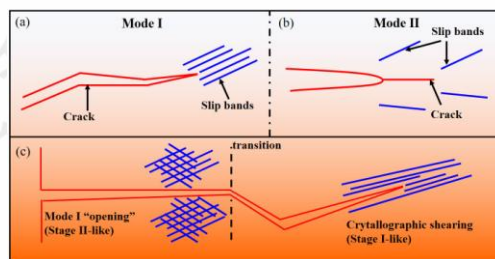 (a)
Mode I
Crack
Slip bands
(b)
Mode II
Slip bands
Crack
(c)
transition
Mode I "opening"
(Stage II-like)
Crytallographic shearing
(Stage I-like)